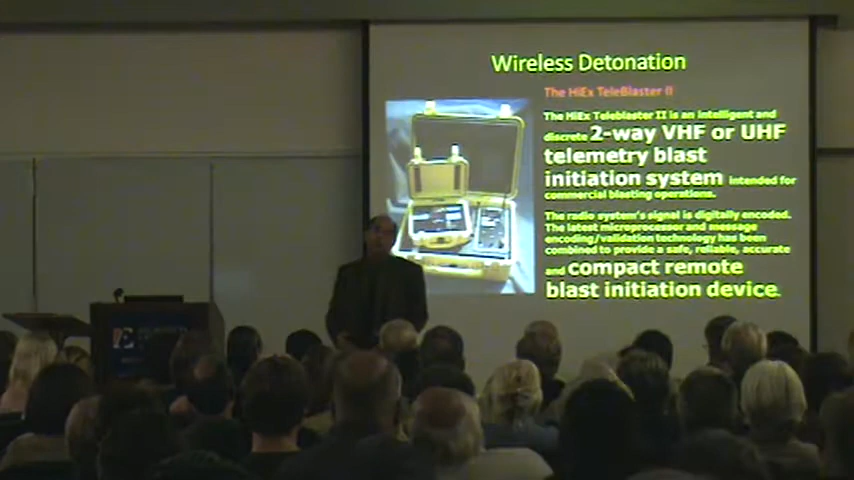 Wireless Detonation
The HiEx TeleBlaster II
The HiEx Teleblaster II is an intelligent and
discrete 2-way VHF or UHF
telemetry blast
initiation system intended for
commercial blasting operations.
The radio system's signal is digitally encoded.
The latest microprocessor and message
encoding/validation technology has been
combined to provide a safe, reliable, accurate
and compact remote
blast initiation device.